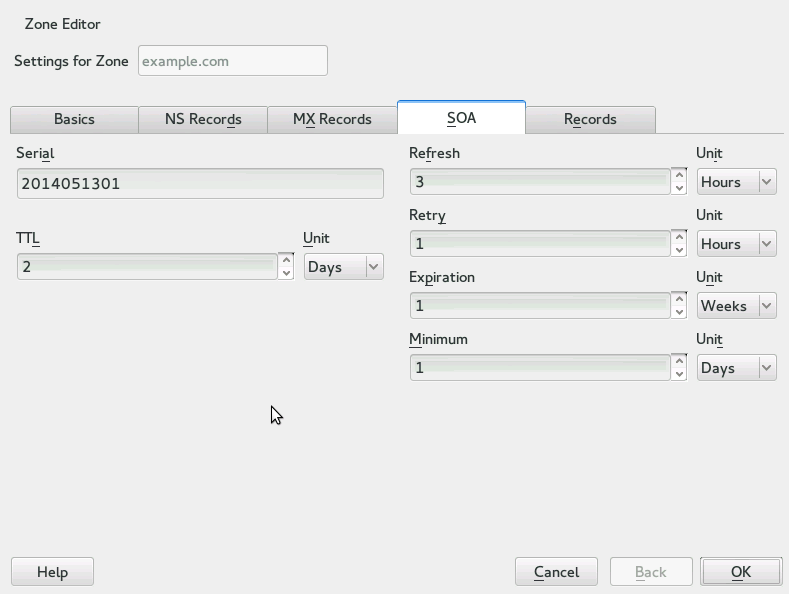 Zone Editor
Settings for Zone example.com
Basics NS Records MX Records SOA Records
Serial
2014051301
TTL Unit
2 Days
Refresh Unit
3 Hours
Retry Unit
1 Hours
Expiration Unit
1 Weeks
Minimum Unit
1 Days
Help Cancel Back OK